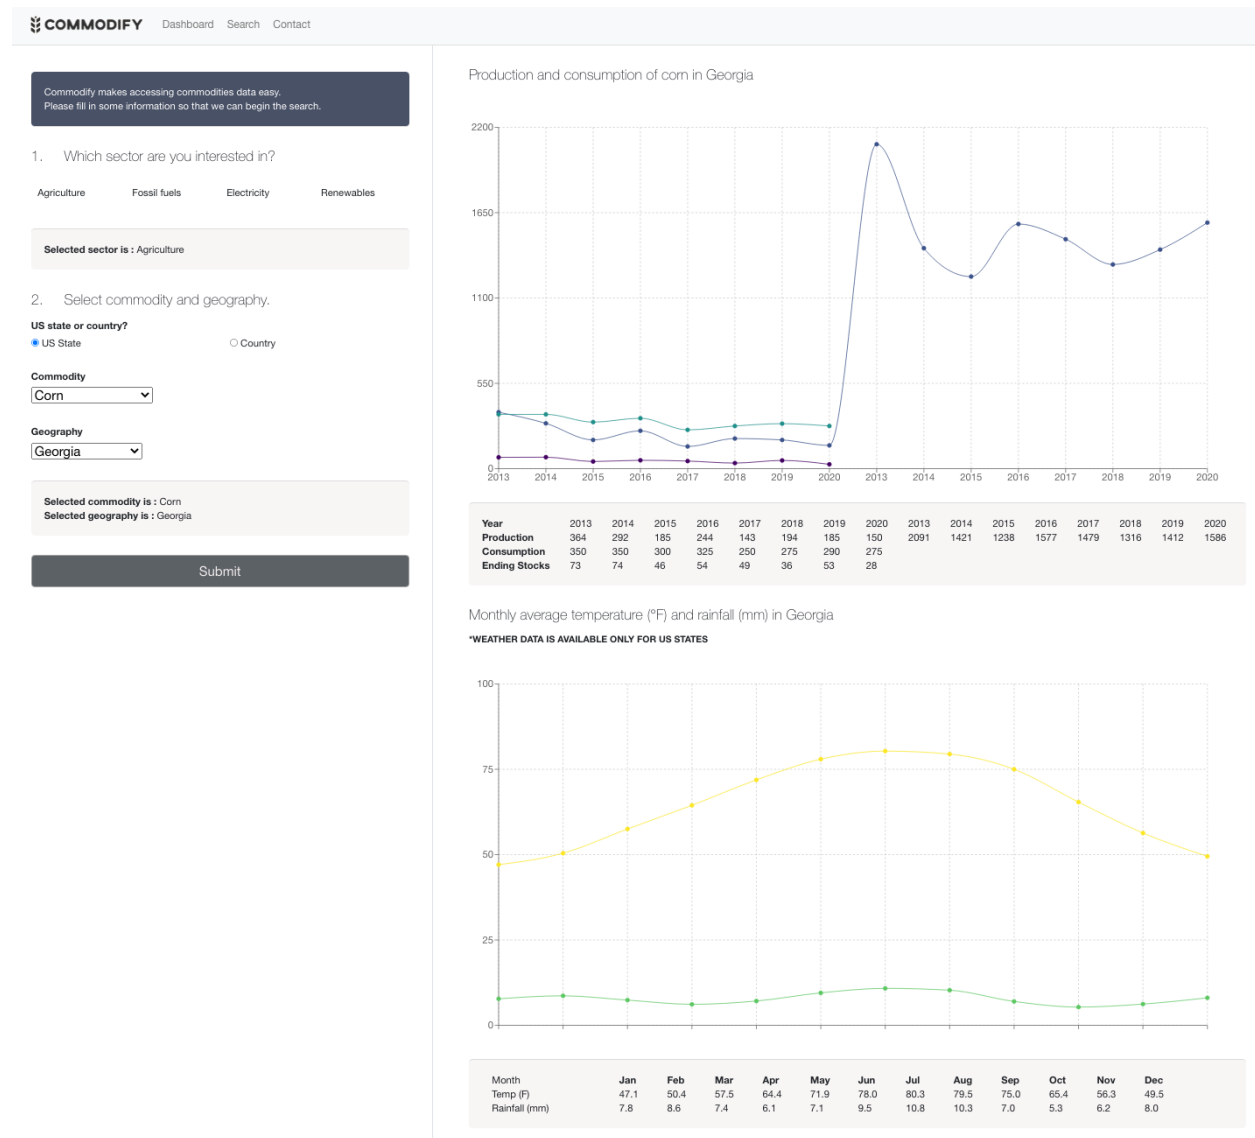 COMMODIFY Dashboard Search Contact
Commodify makes accessing commodities data easy.
Please fill in some information so that we can begin the search.
1. Which sector are you interested in?
Agriculture Fossil fuels Electricity Renewables
Selected sector is : Agriculture
2. Select commodity and geography.
US state or country?
US State Country
Commodity
Corn
Geography
Georgia
Selected commodity is : Corn
Selected geography is : Georgia
Submit
Production and consumption of corn in Georgia
2200
1650
1100
550
0
2013 2014 2015 2016 2017 2018 2019 2020 2013 2014 2015 2016 2017 2018 2019 2020
Year 2013 2014 2015 2016 2017 2018 2019 2020 2013 2014 2015 2016 2017 2018 2019 2020
Production 364 292 185 244 143 194 185 150 2091 1421 1238 1577 1479 1316 1412 1586
Consumption 350 350 300 325 250 275 290 275
Ending Stocks 73 74 46 54 49 36 53 28
Monthly average temperature (°F) and rainfall (mm) in Georgia
*WEATHER DATA IS AVAILABLE ONLY FOR US STATES
100
75
50
25
0
Month Jan Feb Mar Apr May Jun Jul Aug Sep Oct Nov Dec
Temp (F) 47.1 50.4 57.5 64.4 71.9 78.0 80.3 79.5 75.0 65.4 56.3 49.5
Rainfall (mm) 7.8 8.6 7.4 6.1 7.1 9.5 10.8 10.3 7.0 5.3 6.2 8.0